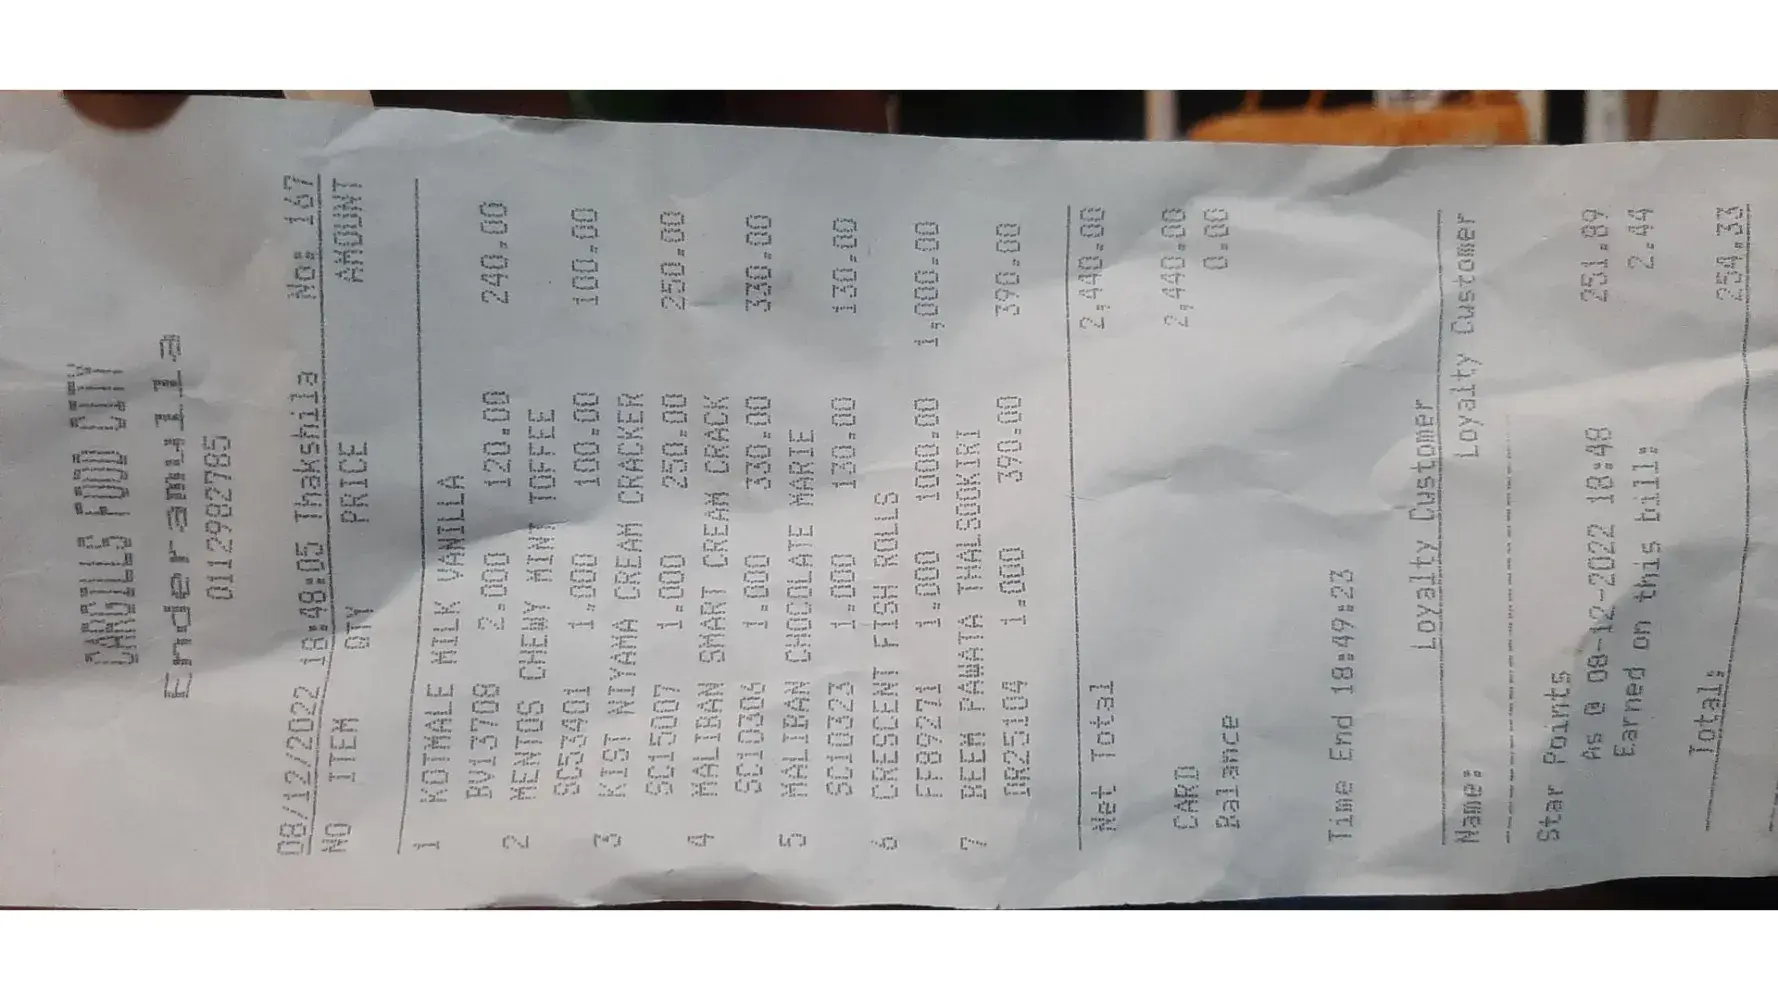 CARGILLS FOOD CITY
Enderamulla
0112982785
08/12/2022 18:48:05 Thakshila No: 167
NO ITEM QTY PRICE AMOUNT
1 KOTMALE MILK VANILLA
BV13708 2.000 120.00 240.00
2 MENTOS CHEWY MINT TOFFEE
SC53401 1.000 100.00 100.00
3 KIST NIYAMA CREAM CRACKER
SC15007 1.000 250.00 250.00
4 MALIBAN SMART CREAM CRACK
SC10306 1.000 330.00 330.00
5 MALIBAN CHOCOLATE MARIE
SC10323 1.000 130.00 130.00
6 CRESCENT FISH ROLLS
FF89271 1.000 1000.00 1,000.00
7 BEEM PAWATA THALSOOKIRI
DR25104 1.000 390.00 390.00
Net Total 2,440.00
CARD 2,440.00
Balance 0.00
Time End 18:49:23
Loyalty Customer
Name: Loyalty Customer
Star Points
As @ 08-12-2022 18:48 251.89
Earned on this bill: 2.44
Total: 254.33